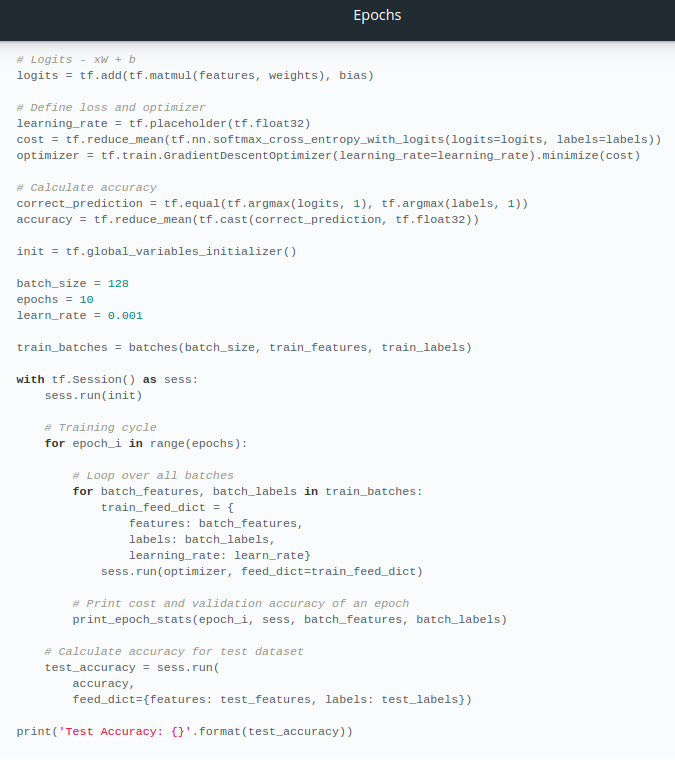 Epochs
# Logits - xW + b
logits = tf.add(tf.matmul(features, weights), bias)
# Define loss and optimizer
learning_rate = tf.placeholder(tf.float32)
cost = tf.reduce_mean(tf.nn.softmax_cross_entropy_with_logits(logits=logits, labels=labels))
optimizer = tf.train.GradientDescentOptimizer(learning_rate=learning_rate).minimize(cost)
# Calculate accuracy
correct_prediction = tf.equal(tf.argmax(logits, 1), tf.argmax(labels, 1))
accuracy = tf.reduce_mean(tf.cast(correct_prediction, tf.float32))
init = tf.global_variables_initializer()
batch_size = 128
epochs = 10
learn_rate = 0.001
train_batches = batches(batch_size, train_features, train_labels)
with tf.Session() as sess:
    sess.run(init)
    # Training cycle
    for epoch_i in range(epochs):
        # Loop over all batches
        for batch_features, batch_labels in train_batches:
            train_feed_dict = {
                features: batch_features,
                labels: batch_labels,
                learning_rate: learn_rate}
            sess.run(optimizer, feed_dict=train_feed_dict)
        # Print cost and validation accuracy of an epoch
        print_epoch_stats(epoch_i, sess, batch_features, batch_labels)
    # Calculate accuracy for test dataset
    test_accuracy = sess.run(
        accuracy,
        feed_dict={features: test_features, labels: test_labels})
print('Test Accuracy: {}'.format(test_accuracy))